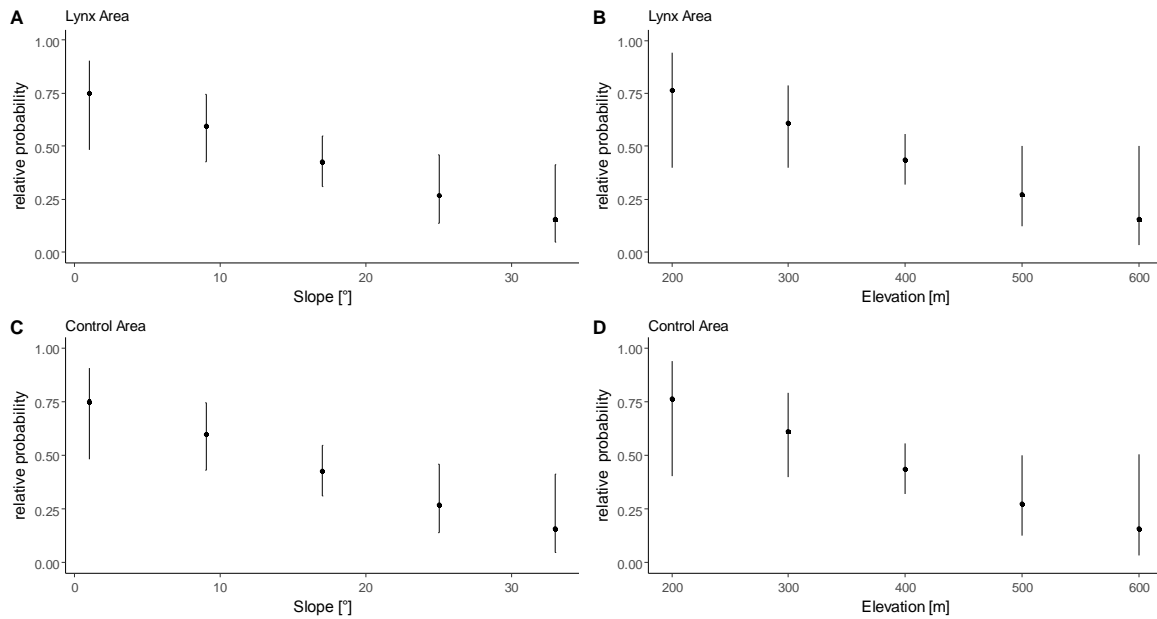 A
Lynx Area
1.00
0.75
0.50
0.25
0.00
relative probability
0 10 20 30
Slope [°]
B
Lynx Area
1.00
0.75
0.50
0.25
0.00
relative probability
200 300 400 500 600
Elevation [m]
C
Control Area
1.00
0.75
0.50
0.25
0.00
relative probability
0 10 20 30
Slope [°]
D
Control Area
1.00
0.75
0.50
0.25
0.00
relative probability
200 300 400 500 600
Elevation [m]